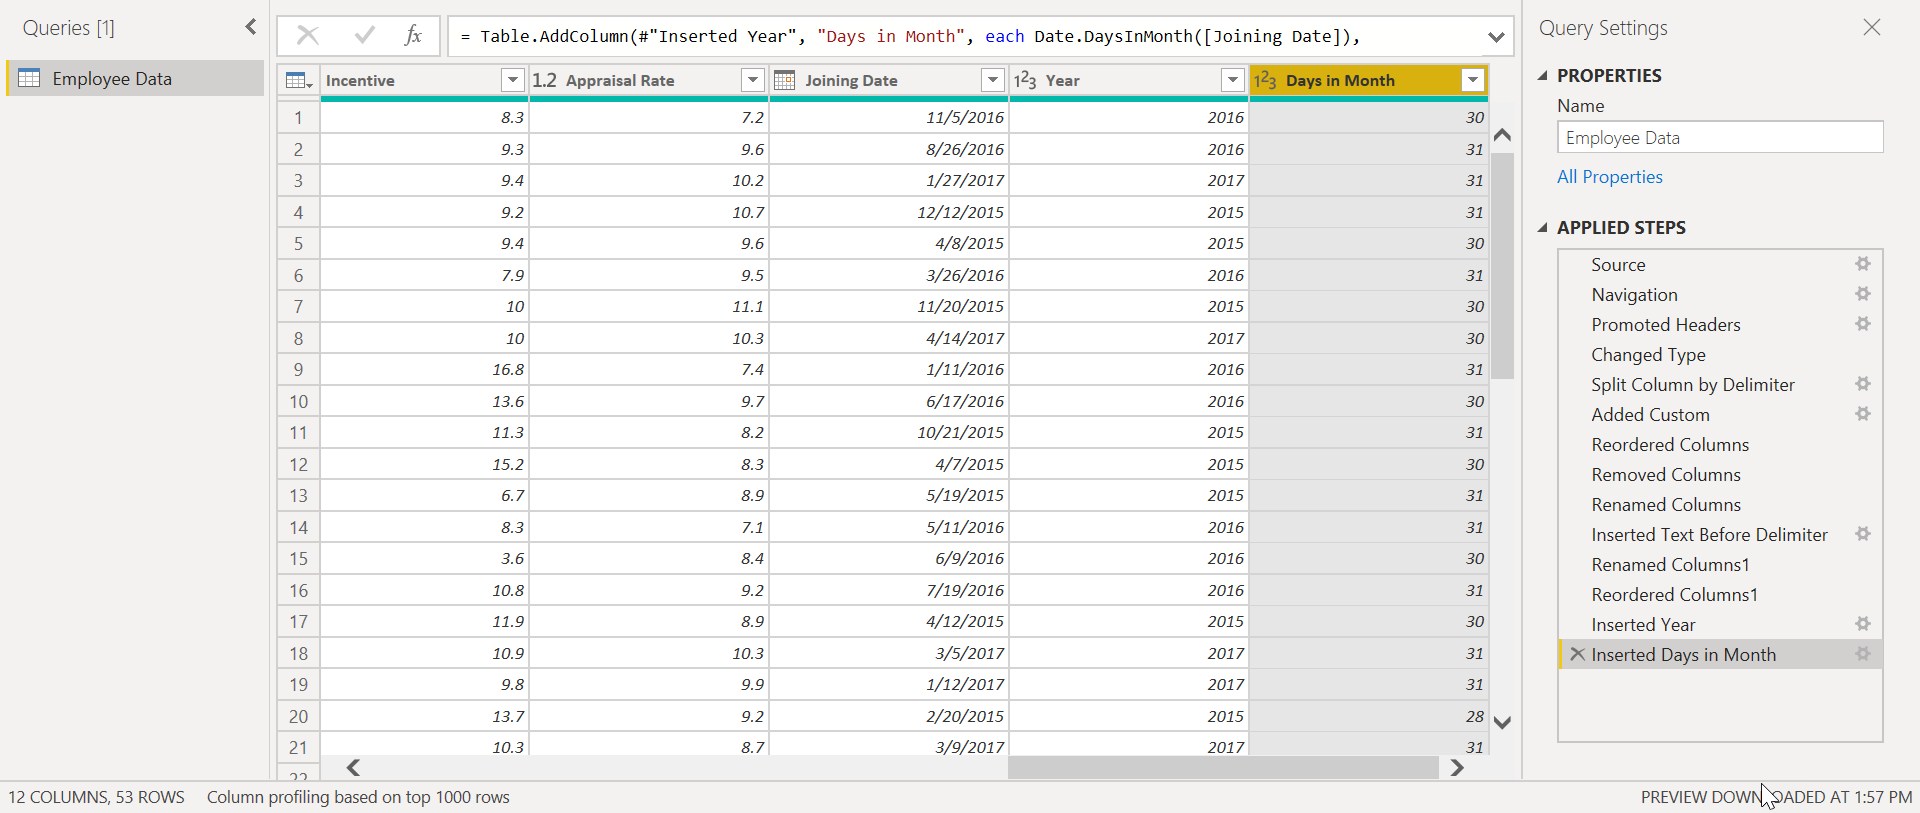 Queries [1]
Employee Data
fx
= Table.AddColumn(#"Inserted Year", "Days in Month", each Date.DaysInMonth([Joining Date]),
Incentive 1.2 Appraisal Rate Joining Date 123 Year 123 Days in Month
1 8.3 7.2 11/5/2016 2016 30
2 9.3 9.6 8/26/2016 2016 31
3 9.4 10.2 1/27/2017 2017 31
4 9.2 10.7 12/12/2015 2015 31
5 9.4 9.6 4/8/2015 2015 30
6 7.9 9.5 3/26/2016 2016 31
7 10 11.1 11/20/2015 2015 30
8 10 10.3 4/14/2017 2017 30
9 16.8 7.4 1/11/2016 2016 31
10 13.6 9.7 6/17/2016 2016 30
11 11.3 8.2 10/21/2015 2015 31
12 15.2 8.3 4/7/2015 2015 30
13 6.7 8.9 5/19/2015 2015 31
14 8.3 7.1 5/11/2016 2016 31
15 3.6 8.4 6/9/2016 2016 30
16 10.8 9.2 7/19/2016 2016 31
17 11.9 8.9 4/12/2015 2015 30
18 10.9 10.3 3/5/2017 2017 31
19 9.8 9.9 1/12/2017 2017 31
20 13.7 9.2 2/20/2015 2015 28
21 10.3 8.7 3/9/2017 2017 31
22
Query Settings
PROPERTIES
Name
Employee Data
All Properties
APPLIED STEPS
Source
Navigation
Promoted Headers
Changed Type
Split Column by Delimiter
Added Custom
Reordered Columns
Removed Columns
Renamed Columns
Inserted Text Before Delimiter
Renamed Columns1
Reordered Columns1
Inserted Year
Inserted Days in Month
12 COLUMNS, 53 ROWS Column profiling based on top 1000 rows
PREVIEW DOWNLOADED AT 1:57 PM